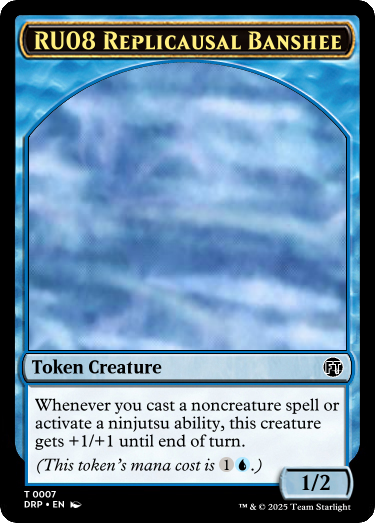 RU08 Replicausal Banshee
Token Creature
FT
Whenever you cast a noncreature spell or
activate a ninjutsu ability, this creature
gets +1/+1 until end of turn.
(This token's mana cost is 1.)
1/2
T 0007
DRP • EN
™ & © 2025 Team Starlight